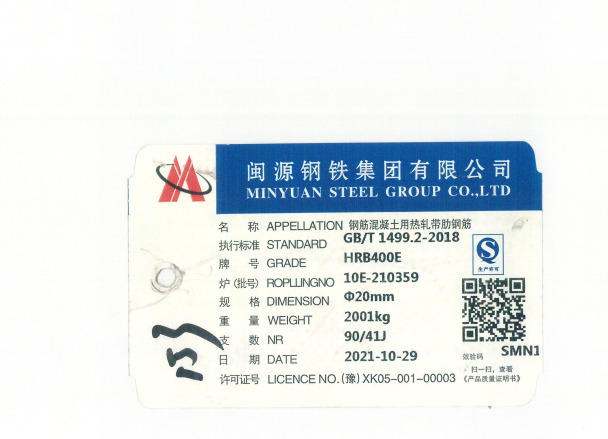 闽源钢铁集团有限公司
MINYUAN STEEL GROUP CO.,LTD
名 称 APPELLATION 钢筋混凝土用热轧带肋钢筋
执行标准 STANDARD GB/T 1499.2-2018
牌 号 GRADE HRB400E
炉(批号) ROPLLINGNO 10E-210359
规 格 DIMENSION Φ20mm
重 量 WEIGHT 2001kg
支 数 NR 90/41J
日 期 DATE 2021-10-29
许可证号 LICENCE NO.(豫)XK05-001-00003
生产许可
效验码 SMN1
扫一扫，查看
《产品质量证明书》